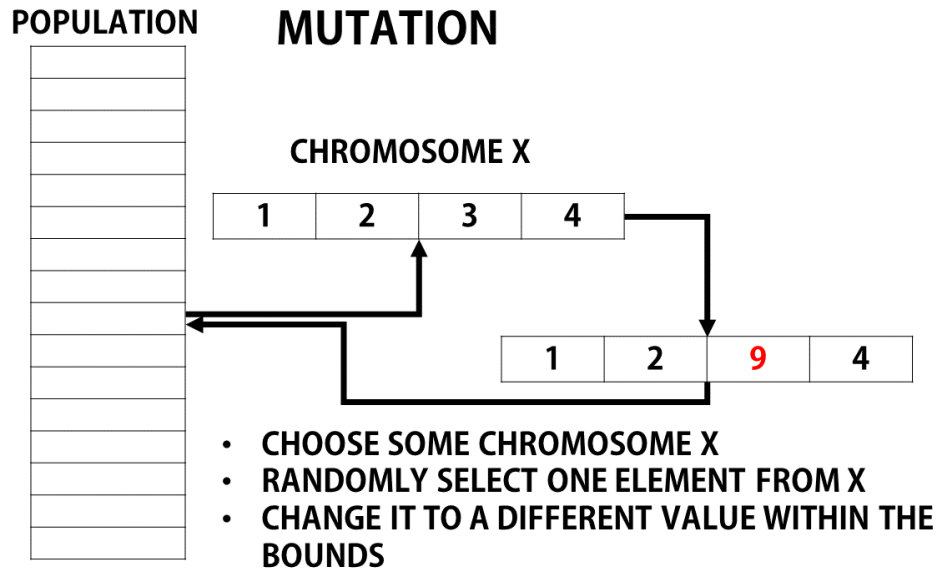 POPULATION
MUTATION
CHROMOSOME X
1 2 3 4
1 2 9 4
• CHOOSE SOME CHROMOSOME X
• RANDOMLY SELECT ONE ELEMENT FROM X
• CHANGE IT TO A DIFFERENT VALUE WITHIN THE
BOUNDS